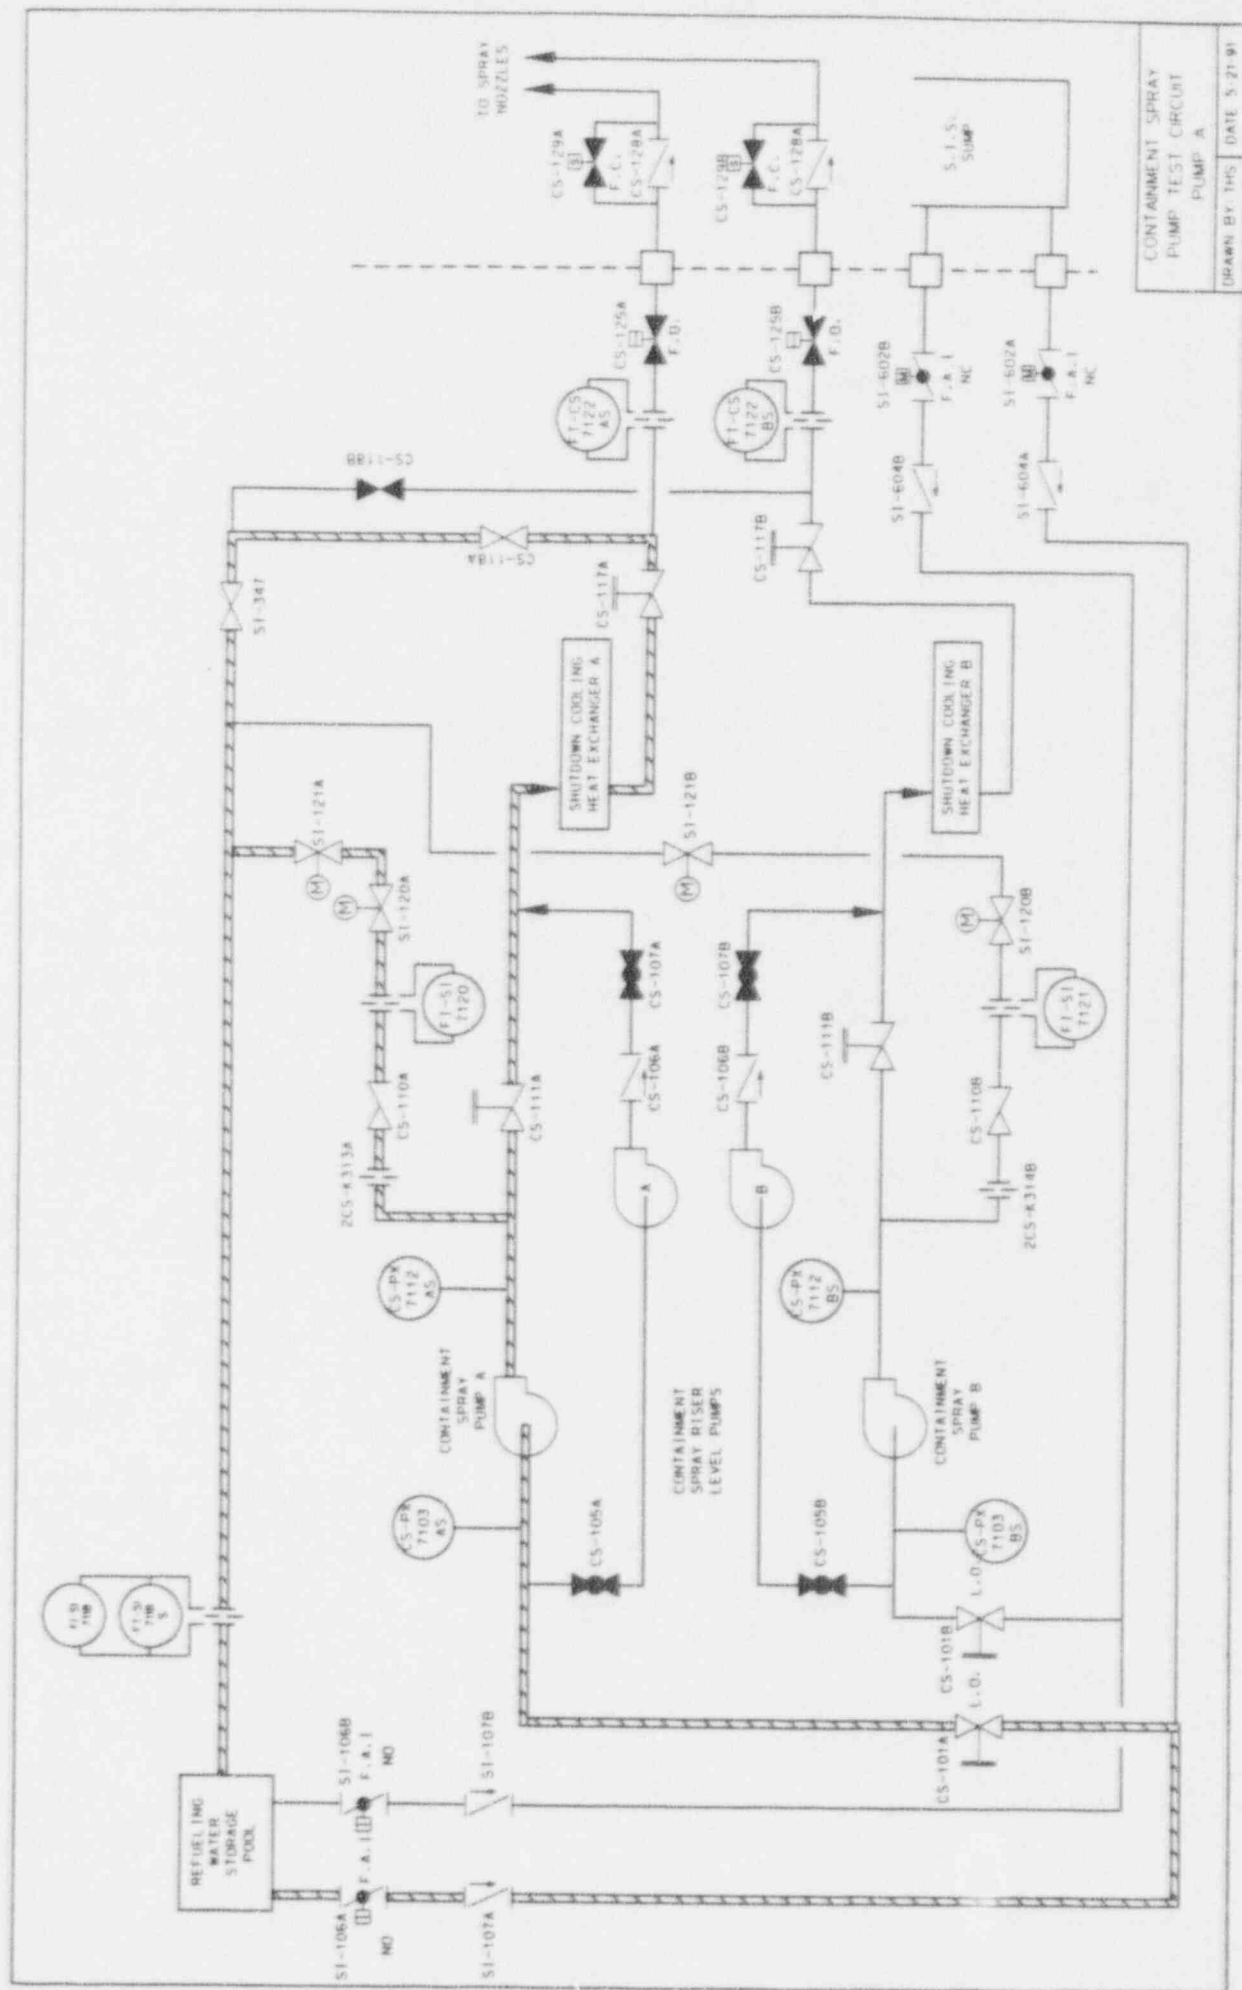 REFUELING
WATER
STORAGE
POOL
SI-106A
NO
F.A.I
SI-106B
F.A.I
NO
SI-107A
SI-107B
CS-101A
L.O.
CS-101B
L.O.
CS-PX
7103
AS
CS-105A
CONTAINMENT
SPRAY
PUMP A
CS-PX
7112
AS
2CS-K313A
CS-110A
FI-SI
7120
SI-120A
M
SI-121A
M
SI-347
CS-111A
CONTAINMENT
SPRAY RISER
LEVEL PUMPS
A
CS-106A
CS-107A
SHUTDOWN COOLING
HEAT EXCHANGER A
CS-117A
CS-118A
CS-118B
CS-105B
B
CS-106B
CS-107B
SI-121B
M
CS-PX
7103
BS
CONTAINMENT
SPRAY
PUMP B
CS-PX
7112
BS
CS-111B
2CS-K314B
CS-110B
FI-SI
7121
SI-120B
M
SHUTDOWN COOLING
HEAT EXCHANGER B
CS-117B
FT-CS
7122
AS
CS-125A
F.O.
FT-CS
7122
BS
CS-125B
F.O.
CS-129A
S
F.C.
CS-128A
CS-129B
S
F.C.
CS-128A
TO SPRAY
NOZZLES
SI-604B
SI-602B
M
F.A.I
NC
SI-604A
SI-602A
M
F.A.I
NC
S.I.S.
SUMP
CONTAINMENT SPRAY
PUMP TEST CIRCUIT
PUMP A
DRAWN BY THS DATE 5-21-91